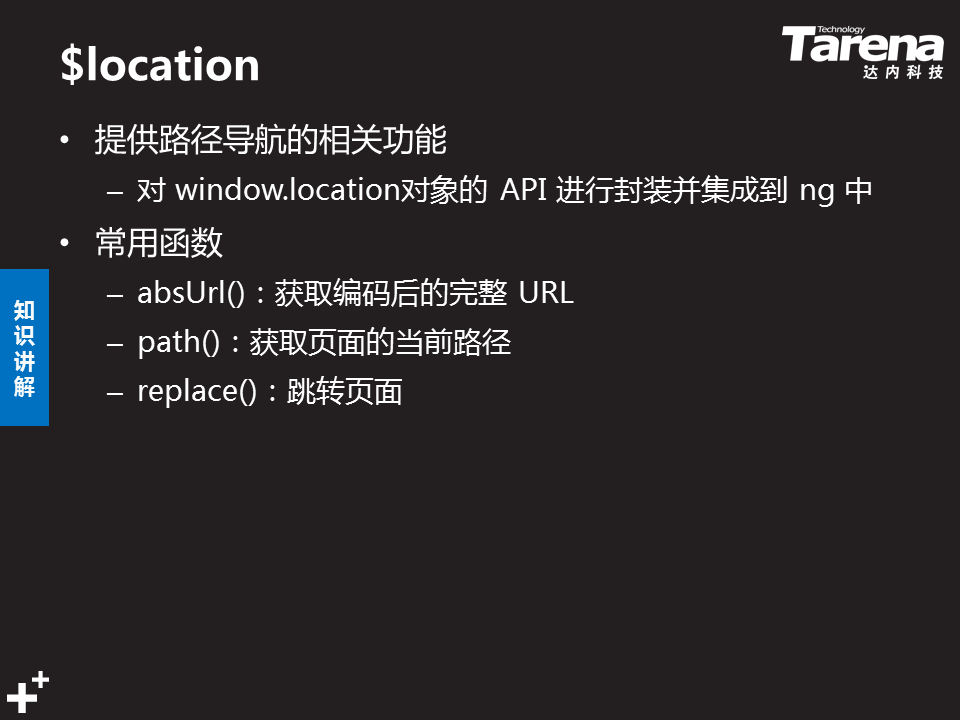 $location
Technology
Tarena
达内科技
• 提供路径导航的相关功能
– 对 window.location对象的 API 进行封装并集成到 ng 中
• 常用函数
– absUrl()：获取编码后的完整 URL
– path()：获取页面的当前路径
– replace()：跳转页面
知识讲解